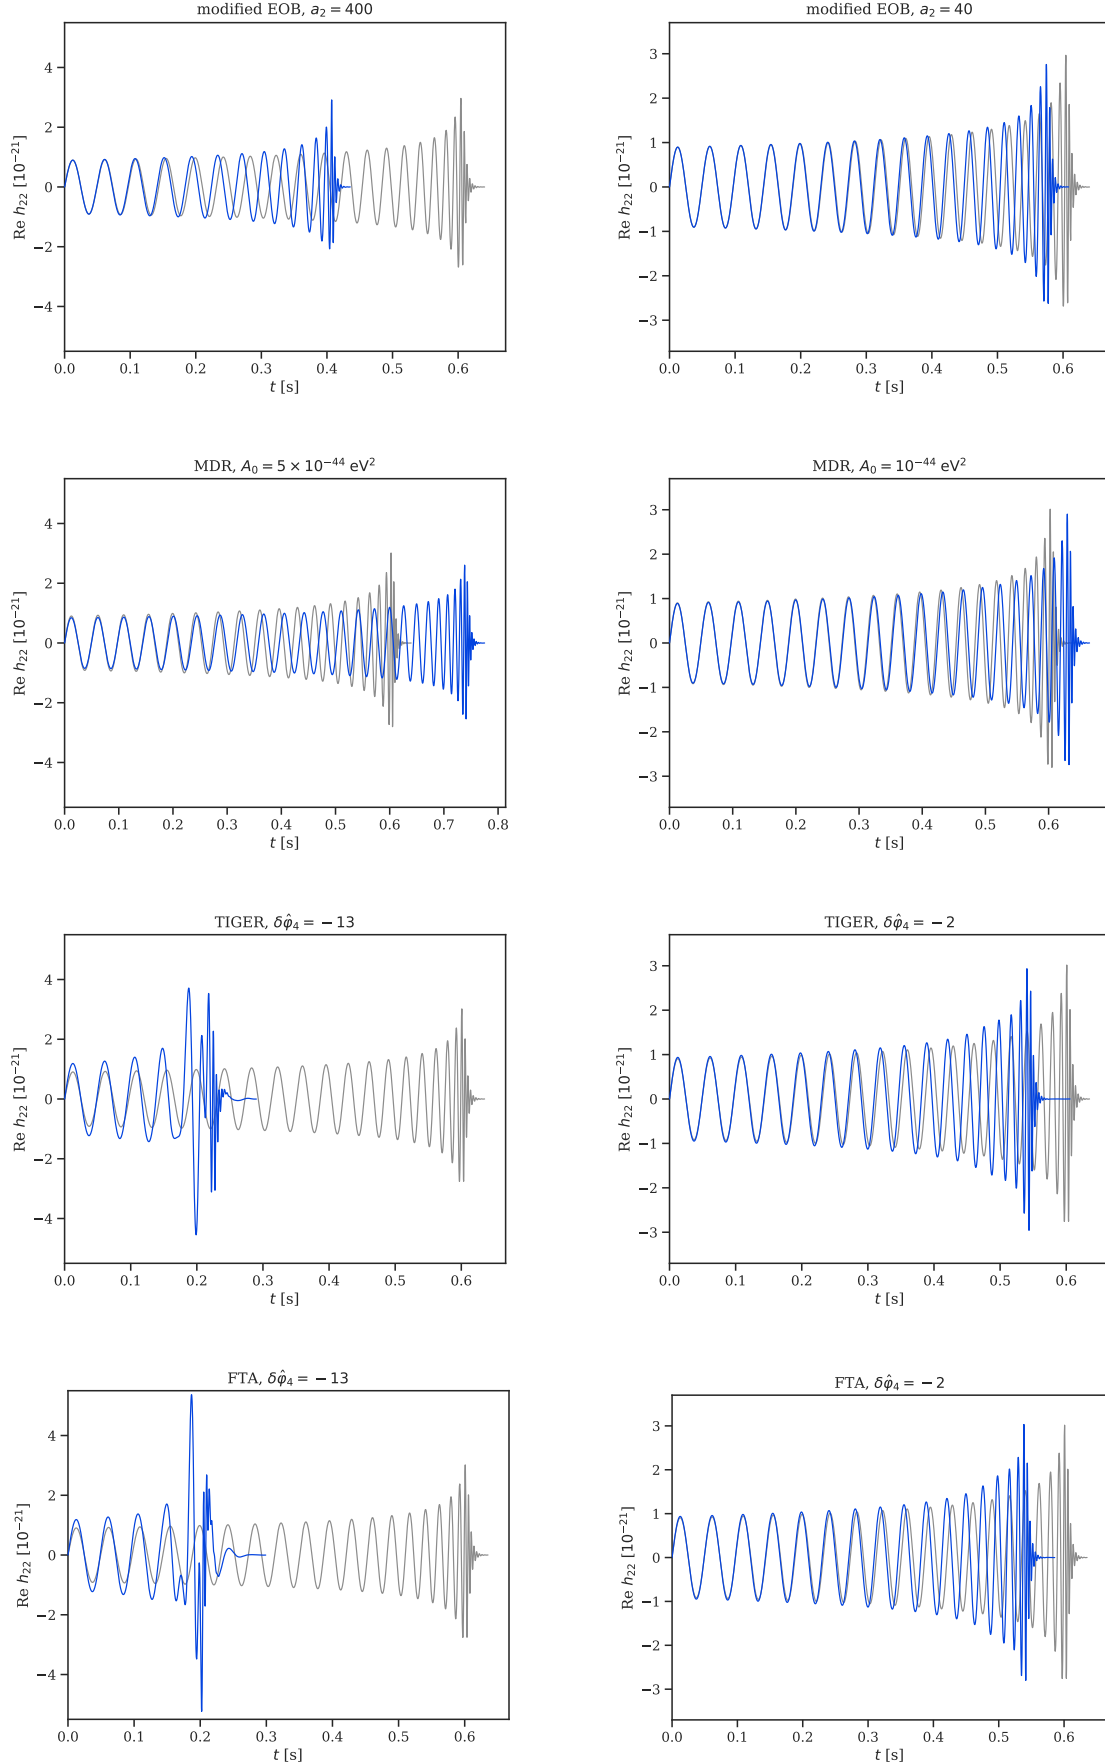 modified EOB, a₂ = 400
4
2
0
−2
−4
Re h₂₂ [10⁻²¹]
0.0 0.1 0.2 0.3 0.4 0.5 0.6
t [s]
modified EOB, a₂ = 40
3
2
1
0
−1
−2
−3
Re h₂₂ [10⁻²¹]
0.0 0.1 0.2 0.3 0.4 0.5 0.6
t [s]
MDR, A₀ = 5 × 10⁻⁴⁴ eV²
4
2
0
−2
−4
Re h₂₂ [10⁻²¹]
0.0 0.1 0.2 0.3 0.4 0.5 0.6 0.7 0.8
t [s]
MDR, A₀ = 10⁻⁴⁴ eV²
3
2
1
0
−1
−2
−3
Re h₂₂ [10⁻²¹]
0.0 0.1 0.2 0.3 0.4 0.5 0.6
t [s]
TIGER, δφ̂₄ = −13
4
2
0
−2
−4
Re h₂₂ [10⁻²¹]
0.0 0.1 0.2 0.3 0.4 0.5 0.6
t [s]
TIGER, δφ̂₄ = −2
3
2
1
0
−1
−2
−3
Re h₂₂ [10⁻²¹]
0.0 0.1 0.2 0.3 0.4 0.5 0.6
t [s]
FTA, δφ̂₄ = −13
4
2
0
−2
−4
Re h₂₂ [10⁻²¹]
0.0 0.1 0.2 0.3 0.4 0.5 0.6
t [s]
FTA, δφ̂₄ = −2
3
2
1
0
−1
−2
−3
Re h₂₂ [10⁻²¹]
0.0 0.1 0.2 0.3 0.4 0.5 0.6
t [s]